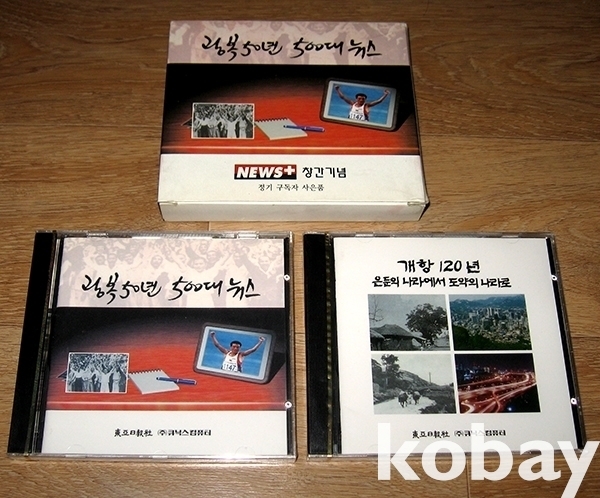 광복 50년 500대 뉴스
147
NEWS+ 창간기념
정기 구독자 사은품
광복 50년 500대 뉴스
147
東亞日報社 (주)큐닉스컴퓨터
개항 120년
은둔의 나라에서 도약의 나라로
東亞日報社 (주)큐닉스컴퓨터
kobay